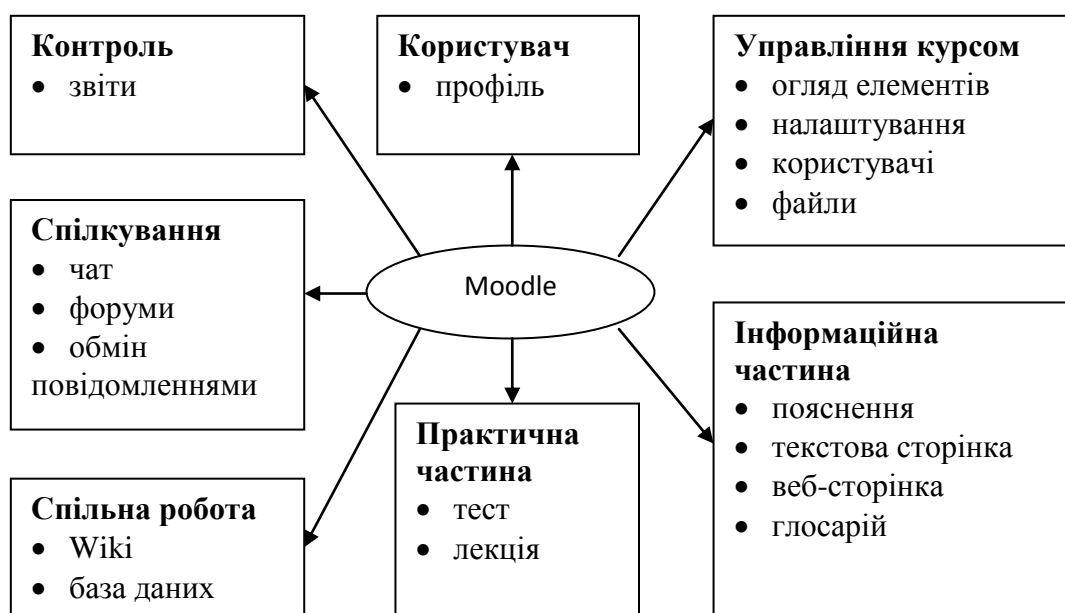 Контроль
• звіти
Користувач
• профіль
Управління курсом
• огляд елементів
• налаштування
• користувачі
• файли
Спілкування
• чат
• форуми
• обмін
повідомленнями
Moodle
Інформаційна
частина
• пояснення
• текстова сторінка
• веб-сторінка
• глосарій
Практична
частина
• тест
• лекція
Спільна робота
• Wiki
• база даних